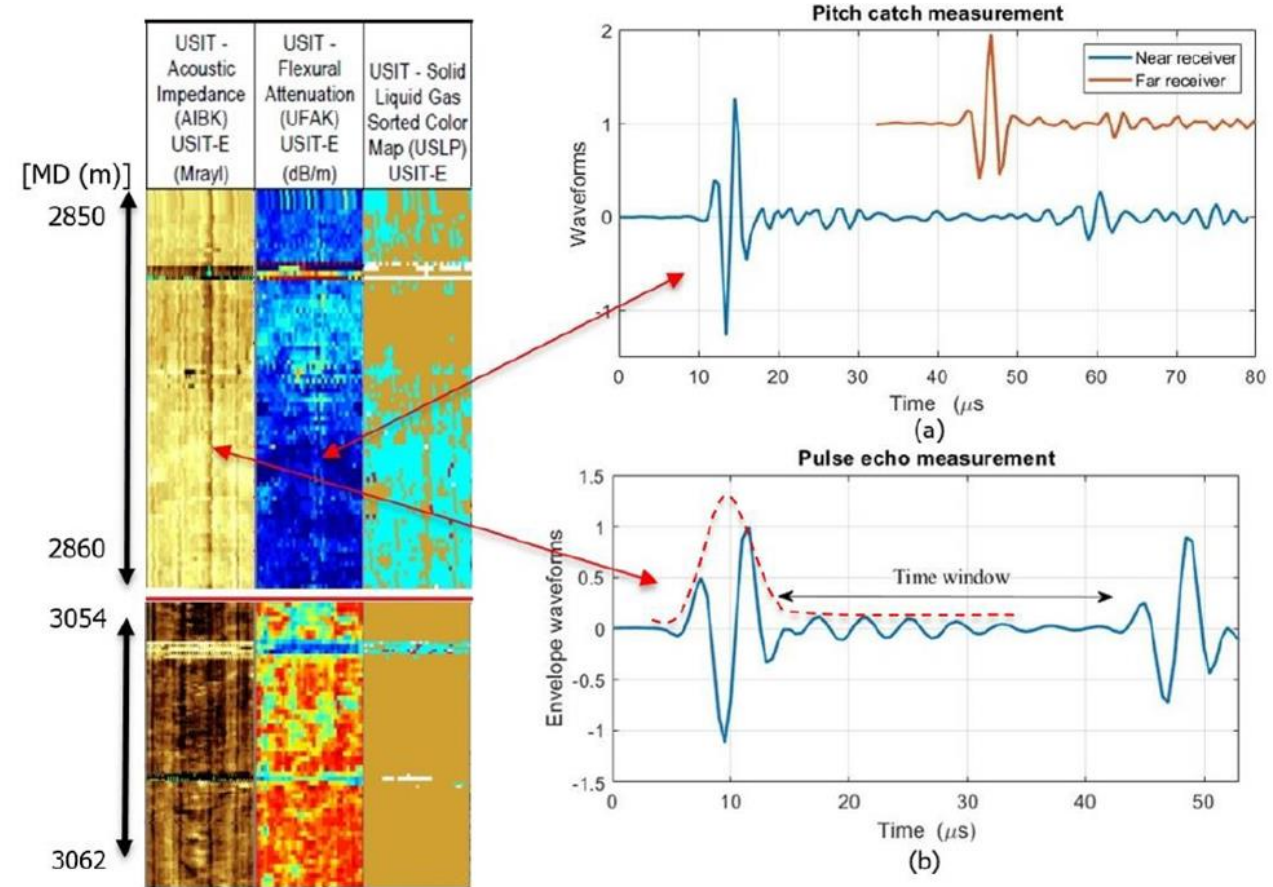 USIT -
Acoustic
Impedance
(AIBK)
USIT-E
(Mrayl)
USIT -
Flexural
Attenuation
(UFAK)
USIT-E
(dB/m)
USIT - Solid
Liquid Gas
Sorted Color
Map (USLP)
USIT-E
[MD (m)]
2850
2860
3054
3062
Pitch catch measurement
Near receiver
Far receiver
Waveforms
2
1
0
-1
0 10 20 30 40 50 60 70 80
Time (μs
(a)
Pulse echo measurement
Time window
Envelope waveforms
1.5
1
0.5
0
-0.5
-1
-1.5
0 10 20 30 40 50
Time (μs)
(b)